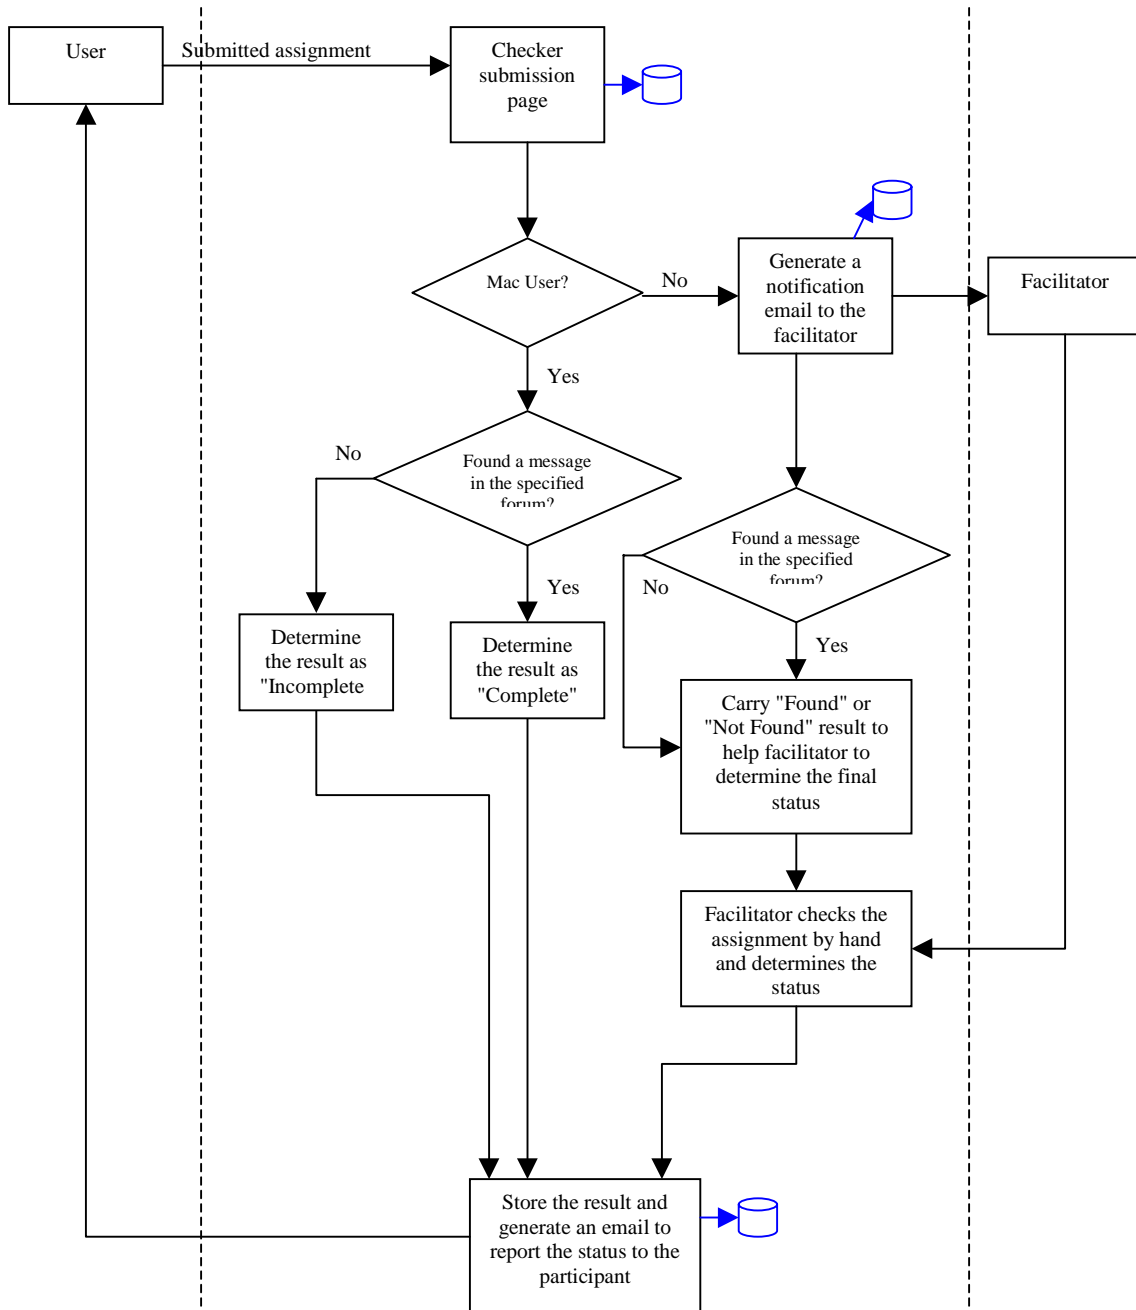 User
Submitted assignment
Checker
submission
page
Mac User?
No
Generate a
notification
email to the
facilitator
Facilitator
Yes
No
Found a message
in the specified
forum?
Found a message
in the specified
forum?
No
Yes
Yes
Determine
the result as
"Incomplete
Determine
the result as
"Complete"
Carry "Found" or
"Not Found" result to
help facilitator to
determine the final
status
Facilitator checks the
assignment by hand
and determines the
status
Store the result and
generate an email to
report the status to the
participant